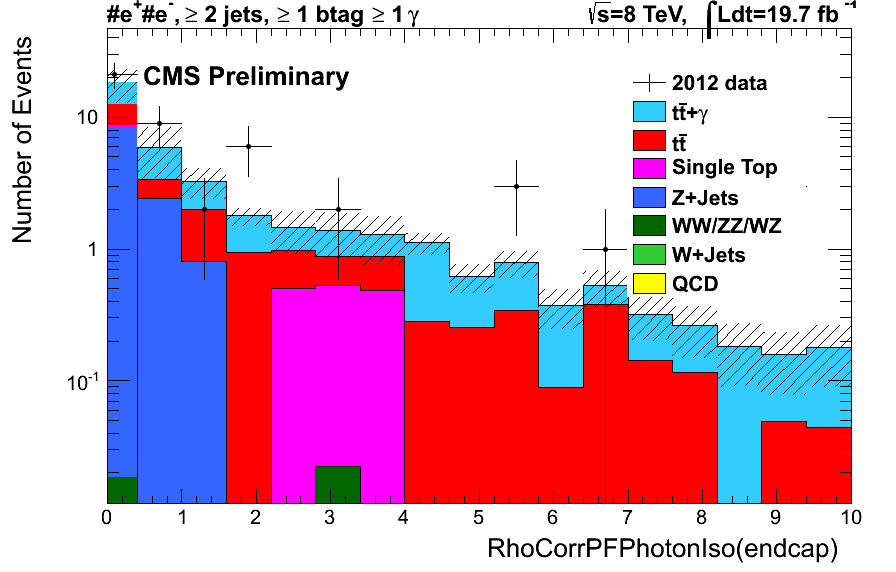 #e⁺#e⁻, ≥ 2 jets, ≥ 1 btag ≥ 1 γ
√s=8 TeV, ∫Ldt=19.7 fb⁻¹
CMS Preliminary
2012 data
tt̄+γ
tt̄
Single Top
Z+Jets
WW/ZZ/WZ
W+Jets
QCD
Number of Events
10
1
10⁻¹
0 1 2 3 4 5 6 7 8 9 10
RhoCorrPFPhotonIso(endcap)